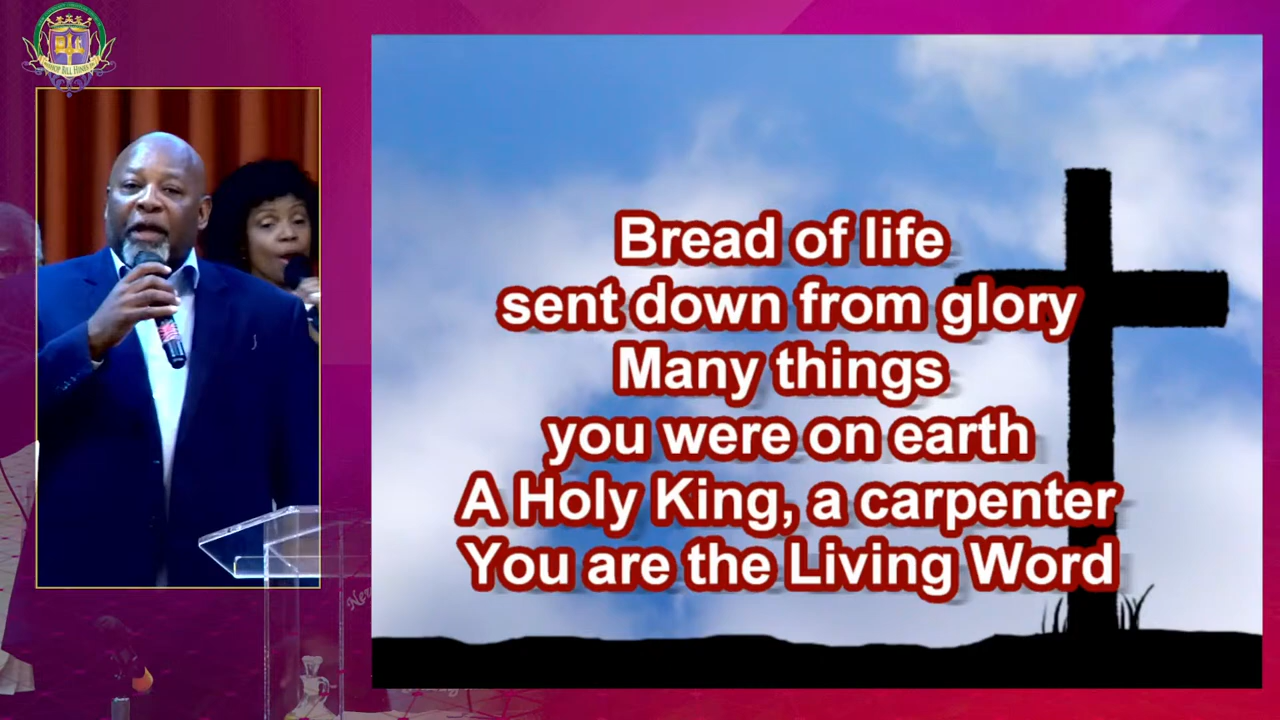 Bread of life
sent down from glory
Many things
you were on earth
A Holy King, a carpenter
You are the Living Word